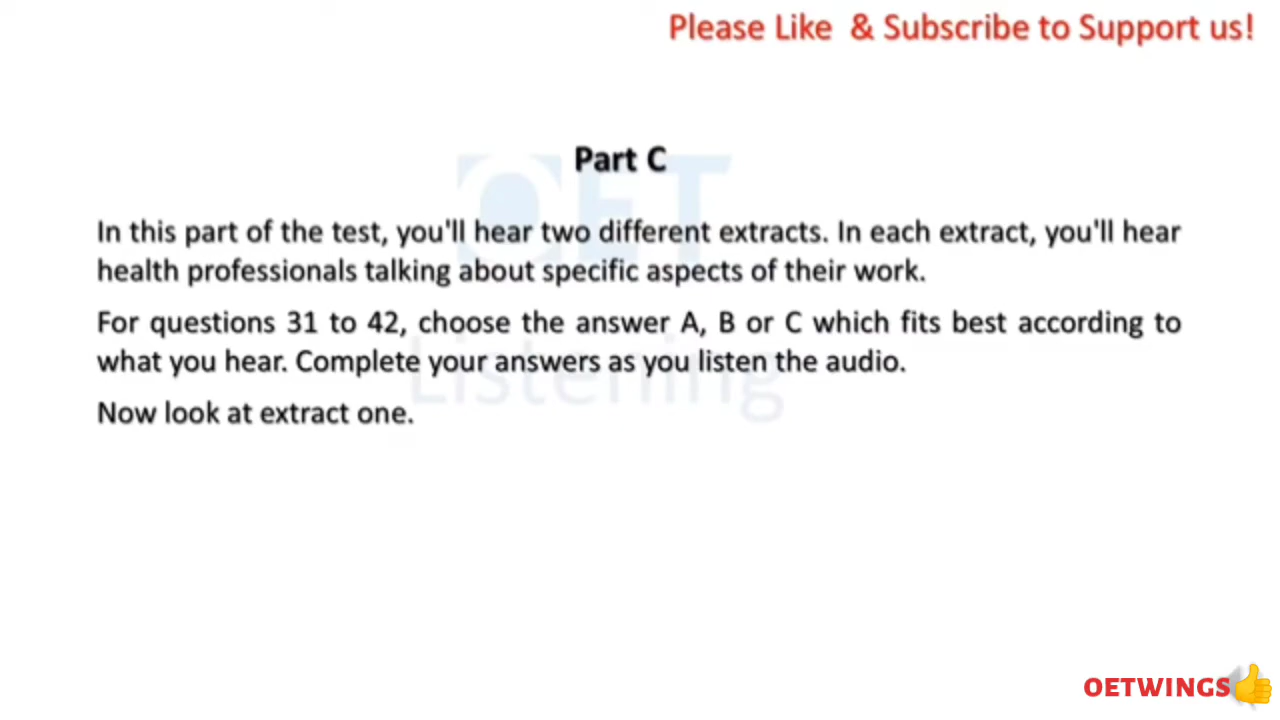 Please Like & Subscribe to Support us!
Part C
OET
In this part of the test, you'll hear two different extracts. In each extract, you'll hear
health professionals talking about specific aspects of their work.
For questions 31 to 42, choose the answer A, B or C which fits best according to
what you hear. Complete your answers as you listen the audio.
Listening
Now look at extract one.
OETWINGS